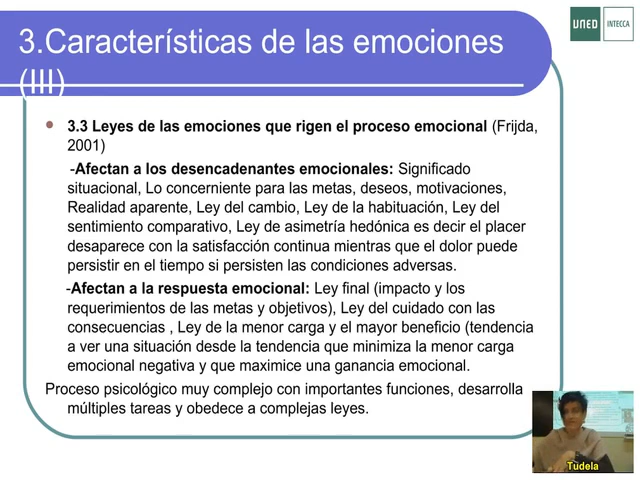 UNED INTECCA
3.Características de las emociones
(III)
3.3 Leyes de las emociones que rigen el proceso emocional (Frijda,
2001)
-Afectan a los desencadenantes emocionales: Significado
situacional, Lo concerniente para las metas, deseos, motivaciones,
Realidad aparente, Ley del cambio, Ley de la habituación, Ley del
sentimiento comparativo, Ley de asimetría hedónica es decir el placer
desaparece con la satisfacción continua mientras que el dolor puede
persistir en el tiempo si persisten las condiciones adversas.
-Afectan a la respuesta emocional: Ley final (impacto y los
requerimientos de las metas y objetivos), Ley del cuidado con las
consecuencias , Ley de la menor carga y el mayor beneficio (tendencia
a ver una situación desde la tendencia que minimiza la menor carga
emocional negativa y que maximice una ganancia emocional.
Proceso psicológico muy complejo con importantes funciones, desarrolla
múltiples tareas y obedece a complejas leyes.
Tudela